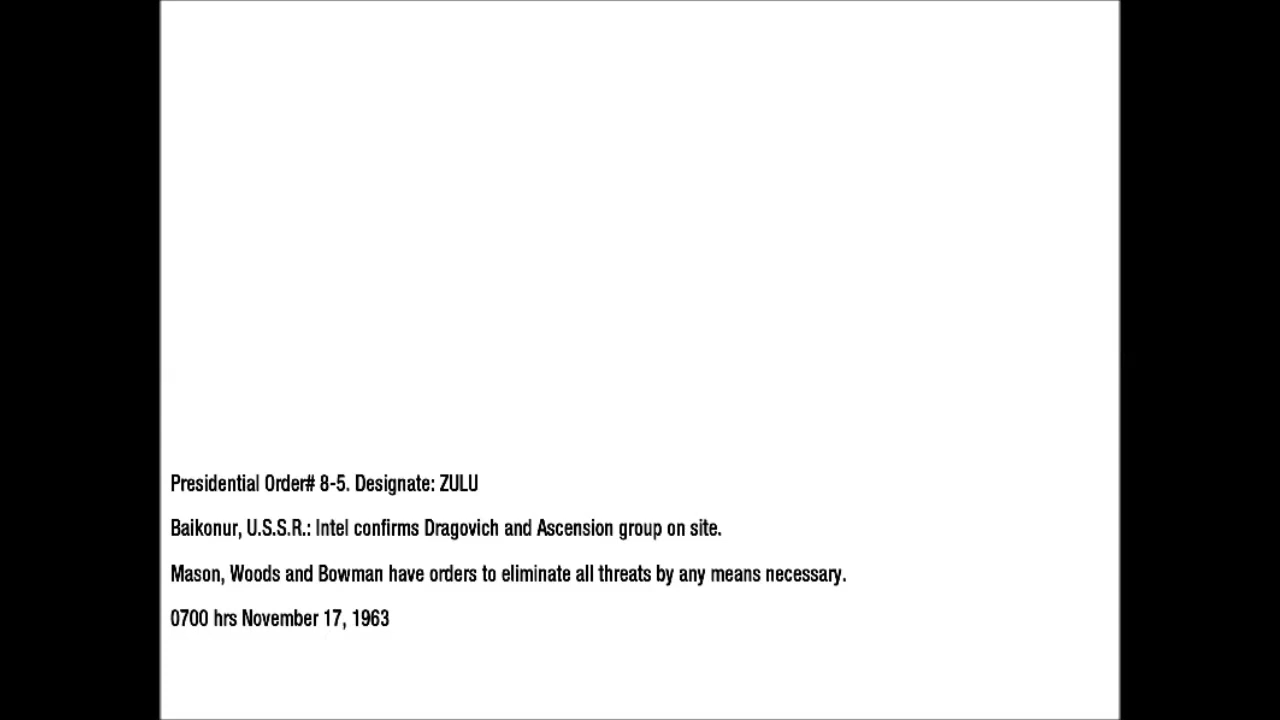 Presidential Order# 8-5. Designate: ZULU
Baikonur, U.S.S.R.: Intel confirms Dragovich and Ascension group on site.
Mason, Woods and Bowman have orders to eliminate all threats by any means necessary.
0700 hrs November 17, 1963